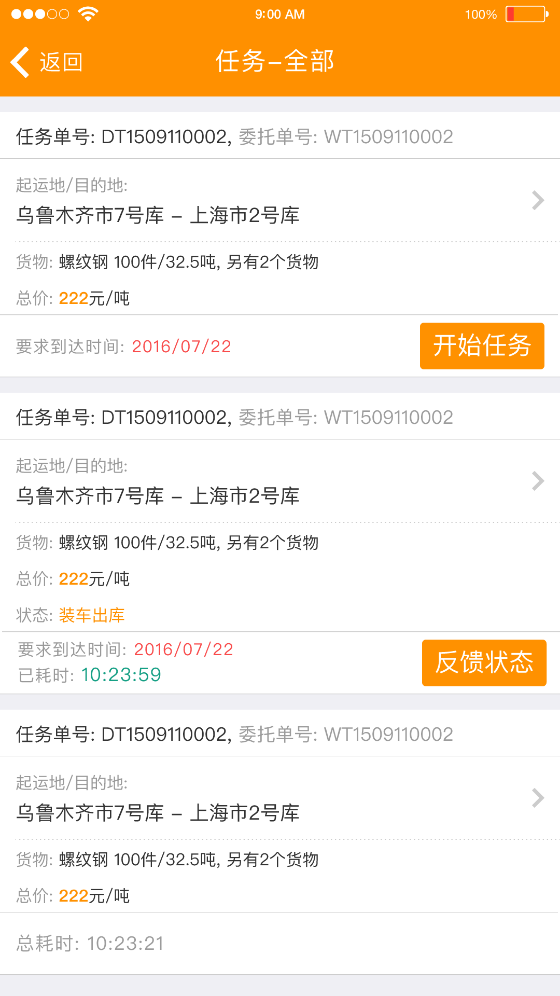 9:00 AM 100%
返回 任务-全部
任务单号: DT1509110002, 委托单号: WT1509110002
起运地/目的地:
乌鲁木齐市7号库 - 上海市2号库
货物: 螺纹钢 100件/32.5吨, 另有2个货物
总价: 222元/吨
要求到达时间: 2016/07/22 开始任务
任务单号: DT1509110002, 委托单号: WT1509110002
起运地/目的地:
乌鲁木齐市7号库 - 上海市2号库
货物: 螺纹钢 100件/32.5吨, 另有2个货物
总价: 222元/吨
状态: 装车出库
要求到达时间: 2016/07/22
已耗时: 10:23:59
反馈状态
任务单号: DT1509110002, 委托单号: WT1509110002
起运地/目的地:
乌鲁木齐市7号库 - 上海市2号库
货物: 螺纹钢 100件/32.5吨, 另有2个货物
总价: 222元/吨
总耗时: 10:23:21